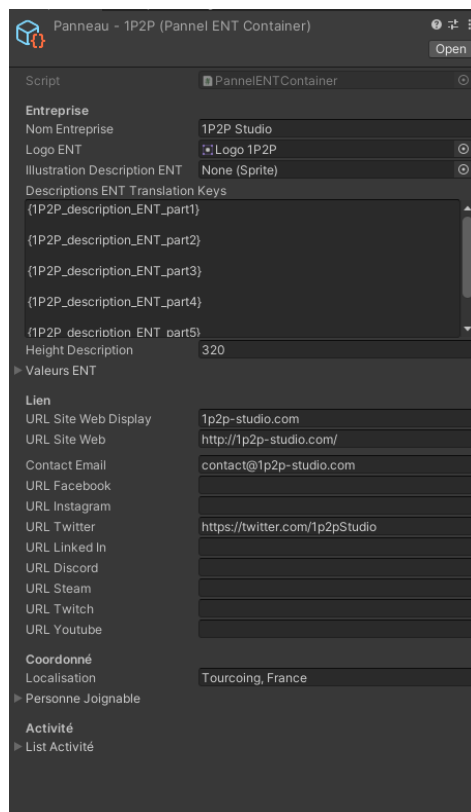 Panneau - 1P2P (Pannel ENT Container)
Open
Script PannelENTContainer
Entreprise
Nom Entreprise 1P2P Studio
Logo ENT Logo 1P2P
Illustration Description ENT None (Sprite)
Descriptions ENT Translation Keys
{1P2P_description_ENT_part1}
{1P2P_description_ENT_part2}
{1P2P_description_ENT_part3}
{1P2P_description_ENT_part4}
{1P2P_description_ENT_part5}
Height Description 320
Valeurs ENT
Lien
URL Site Web Display 1p2p-studio.com
URL Site Web http://1p2p-studio.com/
Contact Email contact@1p2p-studio.com
URL Facebook
URL Instagram
URL Twitter https://twitter.com/1p2pStudio
URL Linked In
URL Discord
URL Steam
URL Twitch
URL Youtube
Coordonné
Localisation Tourcoing, France
Personne Joignable
Activité
List Activité